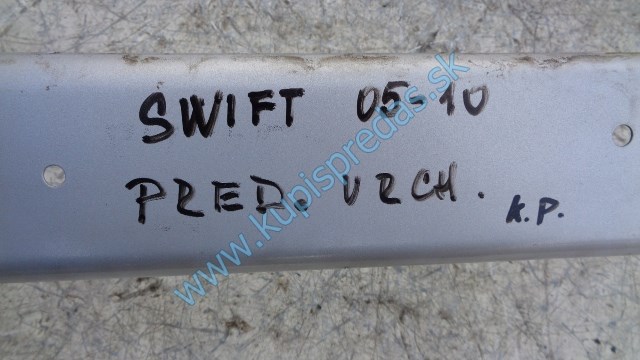 SWIFT 05-10
PRED. VRCH.
K.P.
www.kupispredas.sk